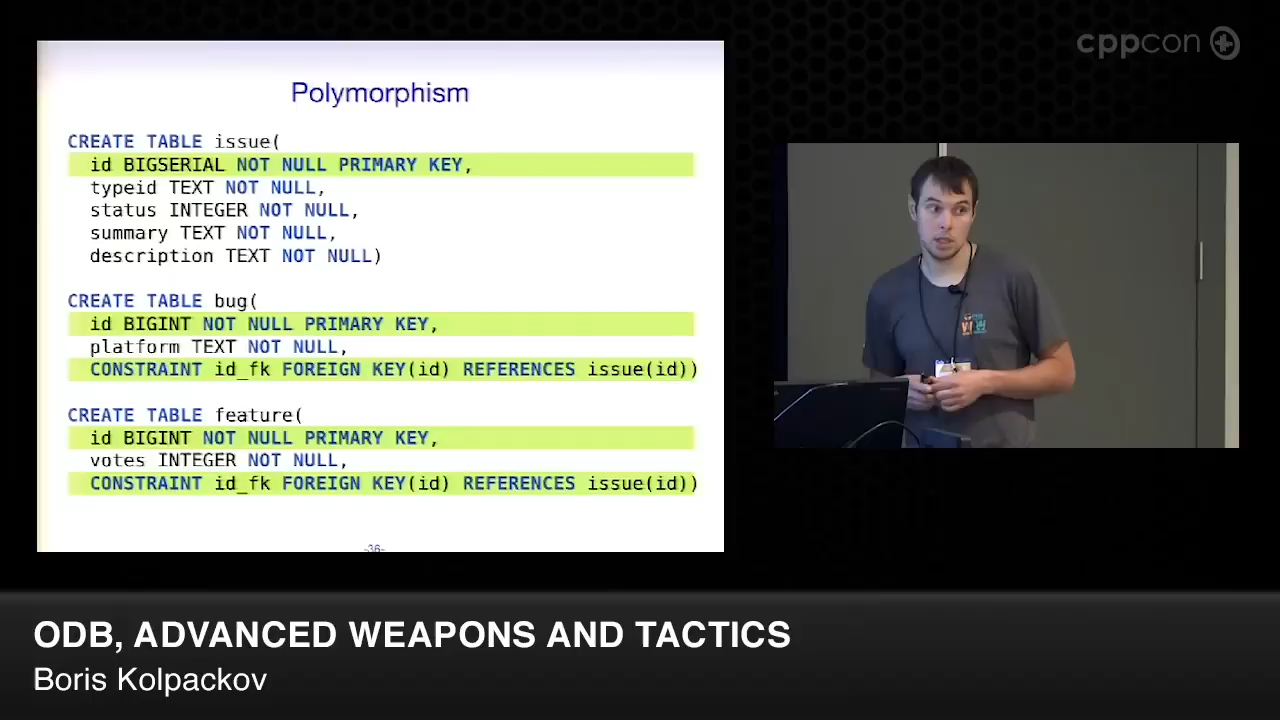 cppcon
Polymorphism
CREATE TABLE issue(
id BIGSERIAL NOT NULL PRIMARY KEY,
typeid TEXT NOT NULL,
status INTEGER NOT NULL,
summary TEXT NOT NULL,
description TEXT NOT NULL)
CREATE TABLE bug(
id BIGINT NOT NULL PRIMARY KEY,
platform TEXT NOT NULL,
CONSTRAINT id_fk FOREIGN KEY(id) REFERENCES issue(id))
CREATE TABLE feature(
id BIGINT NOT NULL PRIMARY KEY,
votes INTEGER NOT NULL,
CONSTRAINT id_fk FOREIGN KEY(id) REFERENCES issue(id))
-36-
ODB, ADVANCED WEAPONS AND TACTICS
Boris Kolpackov